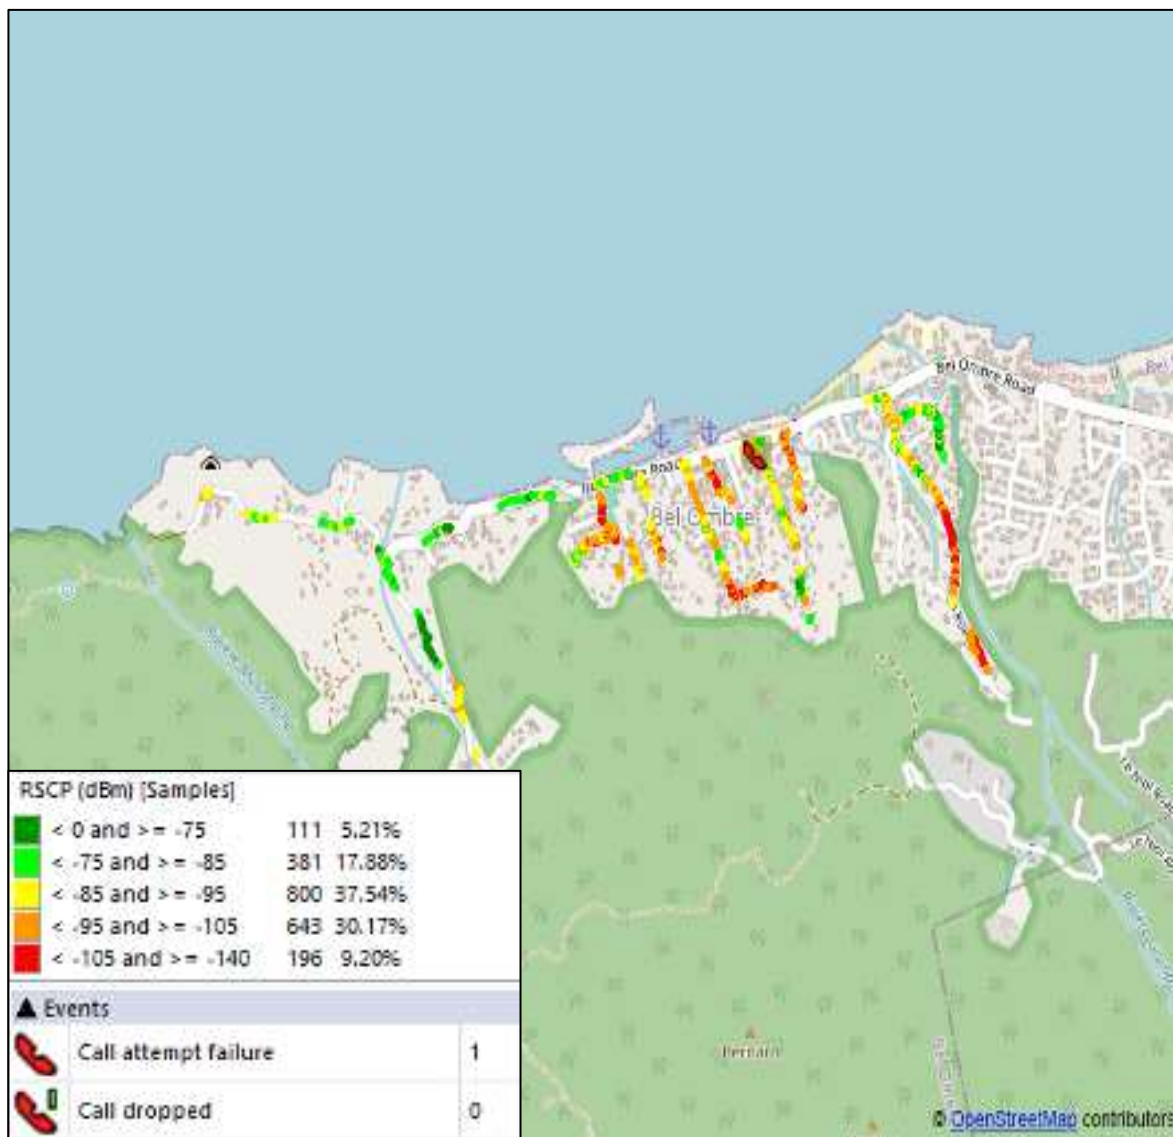 Bel Ombre Road
Bel
Road
Bel Ombre
RSCP (dBm) [Samples]
< 0 and >= -75 111 5.21%
< -75 and >= -85 381 17.88%
< -85 and >= -95 800 37.54%
< -95 and >= -105 643 30.17%
< -105 and >= -140 196 9.20%
▲ Events
Call attempt failure 1
Call dropped 0
© OpenStreetMap contributors